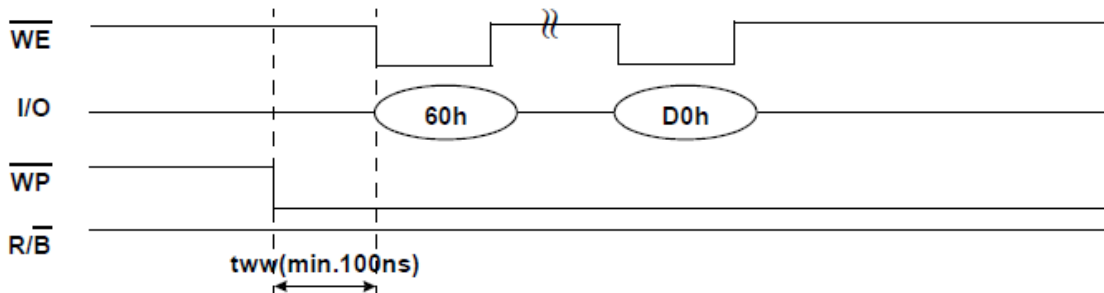 WE
I/O
60h
D0h
WP
R/B
tww(min.100ns)